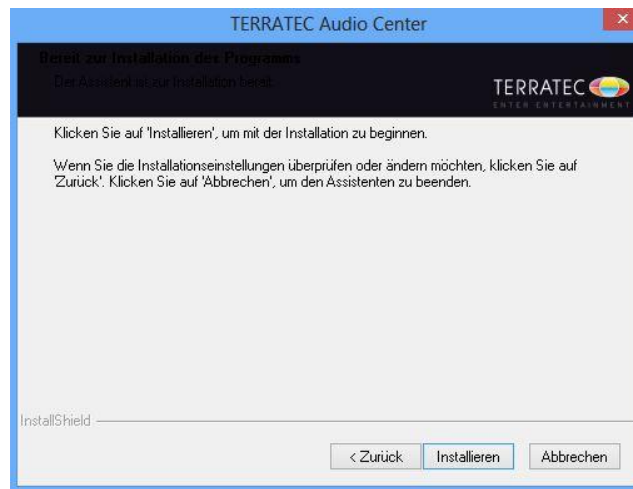 TERRATEC Audio Center
Bereit zur Installation des Programms
Der Assistent ist zur Installation bereit.
TERRATEC
ENTER ENTERTAINMENT
Klicken Sie auf 'Installieren', um mit der Installation zu beginnen.
Wenn Sie die Installationseinstellungen überprüfen oder ändern möchten, klicken Sie auf
'Zurück'. Klicken Sie auf 'Abbrechen', um den Assistenten zu beenden.
InstallShield
< Zurück Installieren Abbrechen